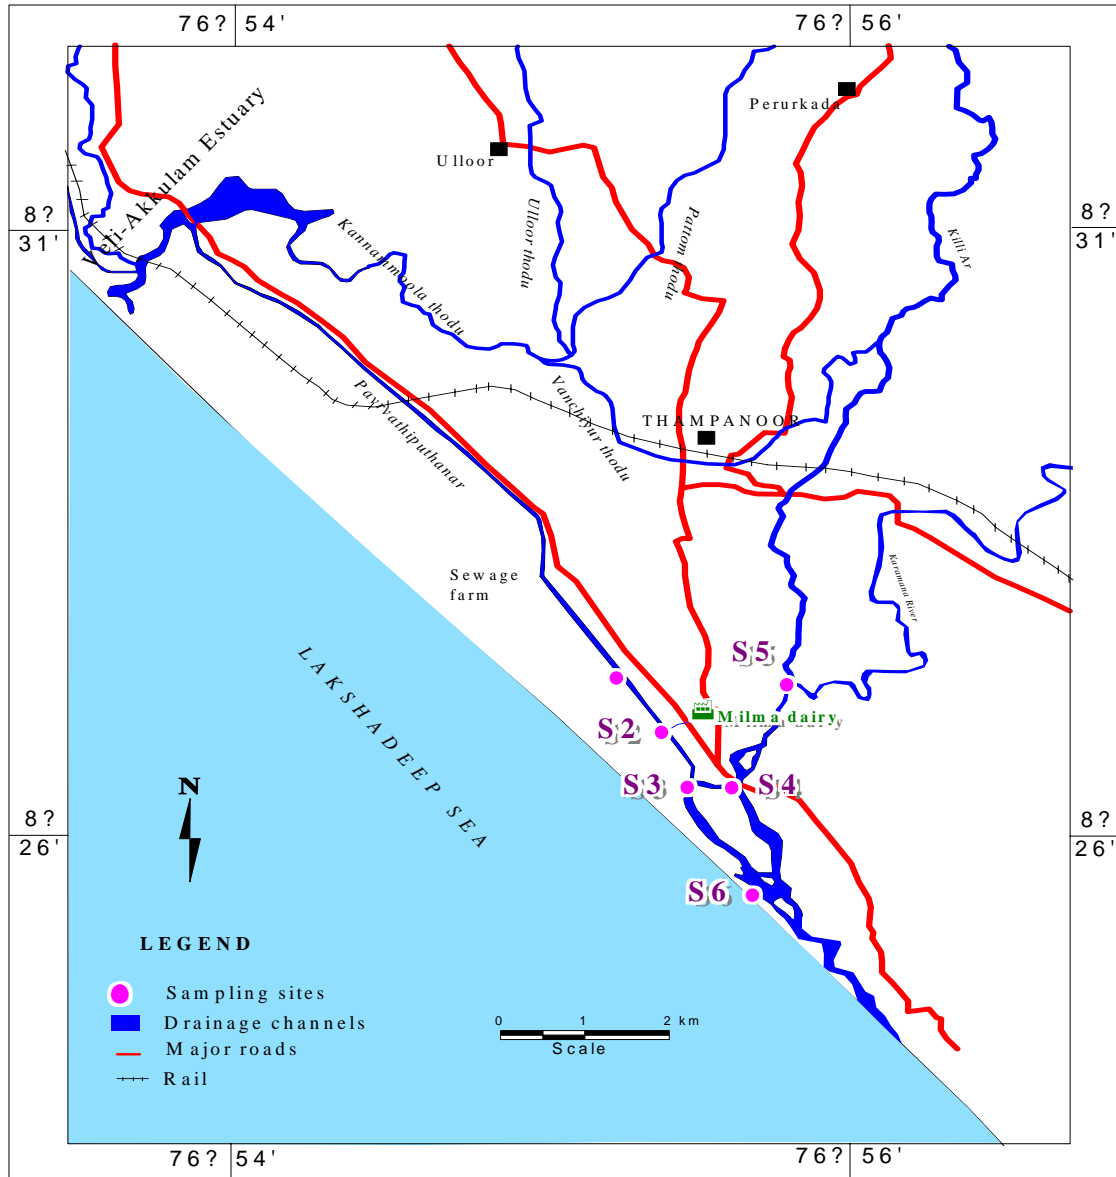 76? 54'
76? 56'
Perurkada
Ulloor
Veli-Akkulam Estuary
8?
31'
8?
31'
Kannammoola thodu
Ulloor thodu
Pattom thodu
Killi Ar
Parvathiputhanar
Vanchiyur thodu
THAMPANOOR
Sewage
farm
Karamana River
S5
Milma dairy
S2
S3
S4
LAKSHADEEP SEA
N
8?
26'
8?
26'
S6
LEGEND
Sampling sites
Drainage channels
Major roads
Rail
0 1 2 km
Scale
76? 54'
76? 56'